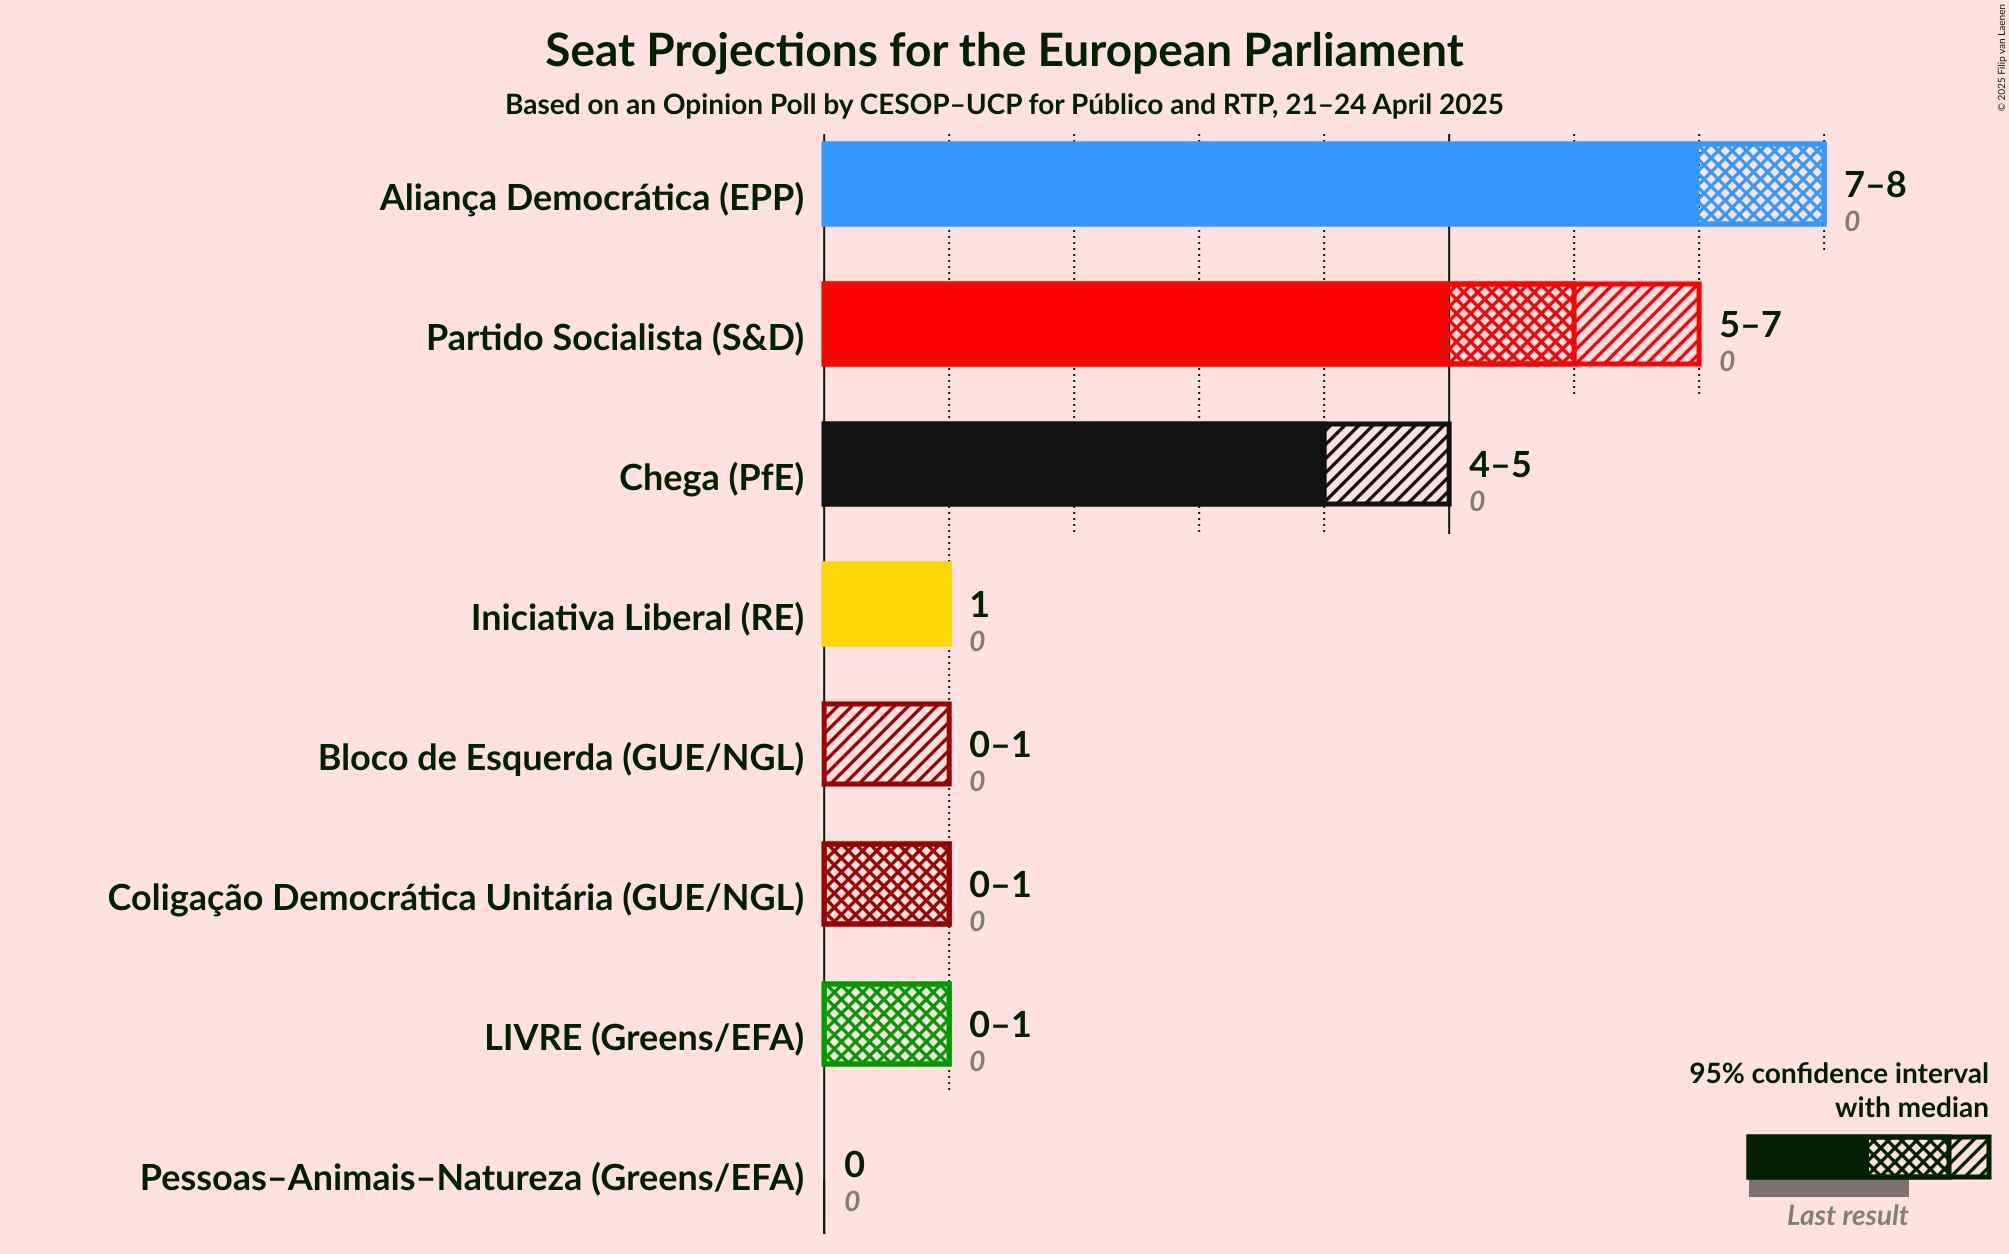 Seat Projections for the European Parliament
Based on an Opinion Poll by CESOP–UCP for Público and RTP, 21–24 April 2025
© 2025 Filip van Laenen
Aliança Democrática (EPP)
7–8
0
Partido Socialista (S&D)
5–7
0
Chega (PfE)
4–5
0
Iniciativa Liberal (RE)
1
0
Bloco de Esquerda (GUE/NGL)
0–1
0
Coligação Democrática Unitária (GUE/NGL)
0–1
0
LIVRE (Greens/EFA)
0–1
0
Pessoas–Animais–Natureza (Greens/EFA)
0
0
95% confidence interval
with median
Last result